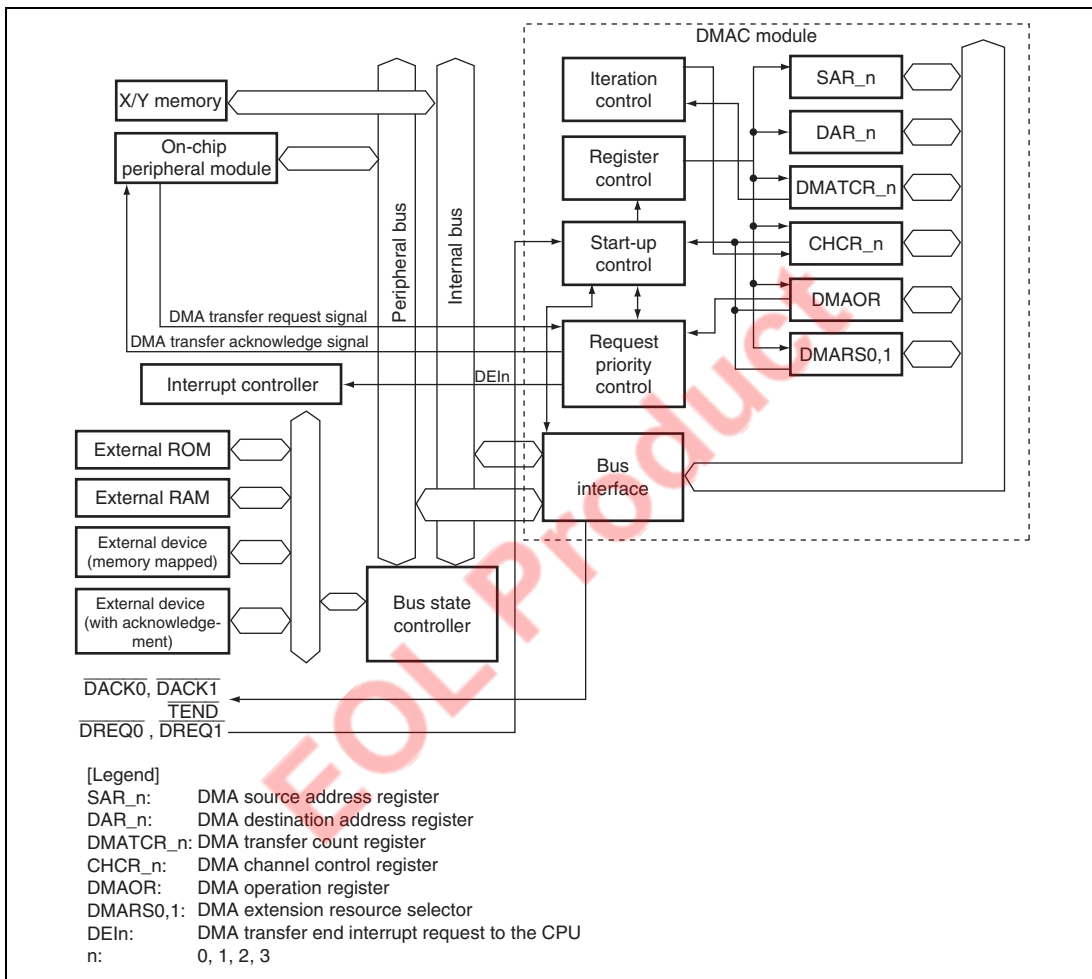 DMAC module
Iteration
control
SAR_n
X/Y memory
DAR_n
On-chip
peripheral module
Register
control
DMATCR_n
Peripheral bus
Internal bus
Start-up
control
CHCR_n
DMAOR
DMA transfer request signal
DMA transfer acknowledge signal
Request
priority
control
DMARS0,1
Interrupt controller
DEIn
External ROM
Bus
interface
External RAM
External device
(memory mapped)
External device
(with acknowledge-
ment)
Bus state
controller
DACK0, DACK1
TEND
DREQ0 , DREQ1
EOL Product
[Legend]
SAR_n: DMA source address register
DAR_n: DMA destination address register
DMATCR_n: DMA transfer count register
CHCR_n: DMA channel control register
DMAOR: DMA operation register
DMARS0,1: DMA extension resource selector
DEIn: DMA transfer end interrupt request to the CPU
n: 0, 1, 2, 3